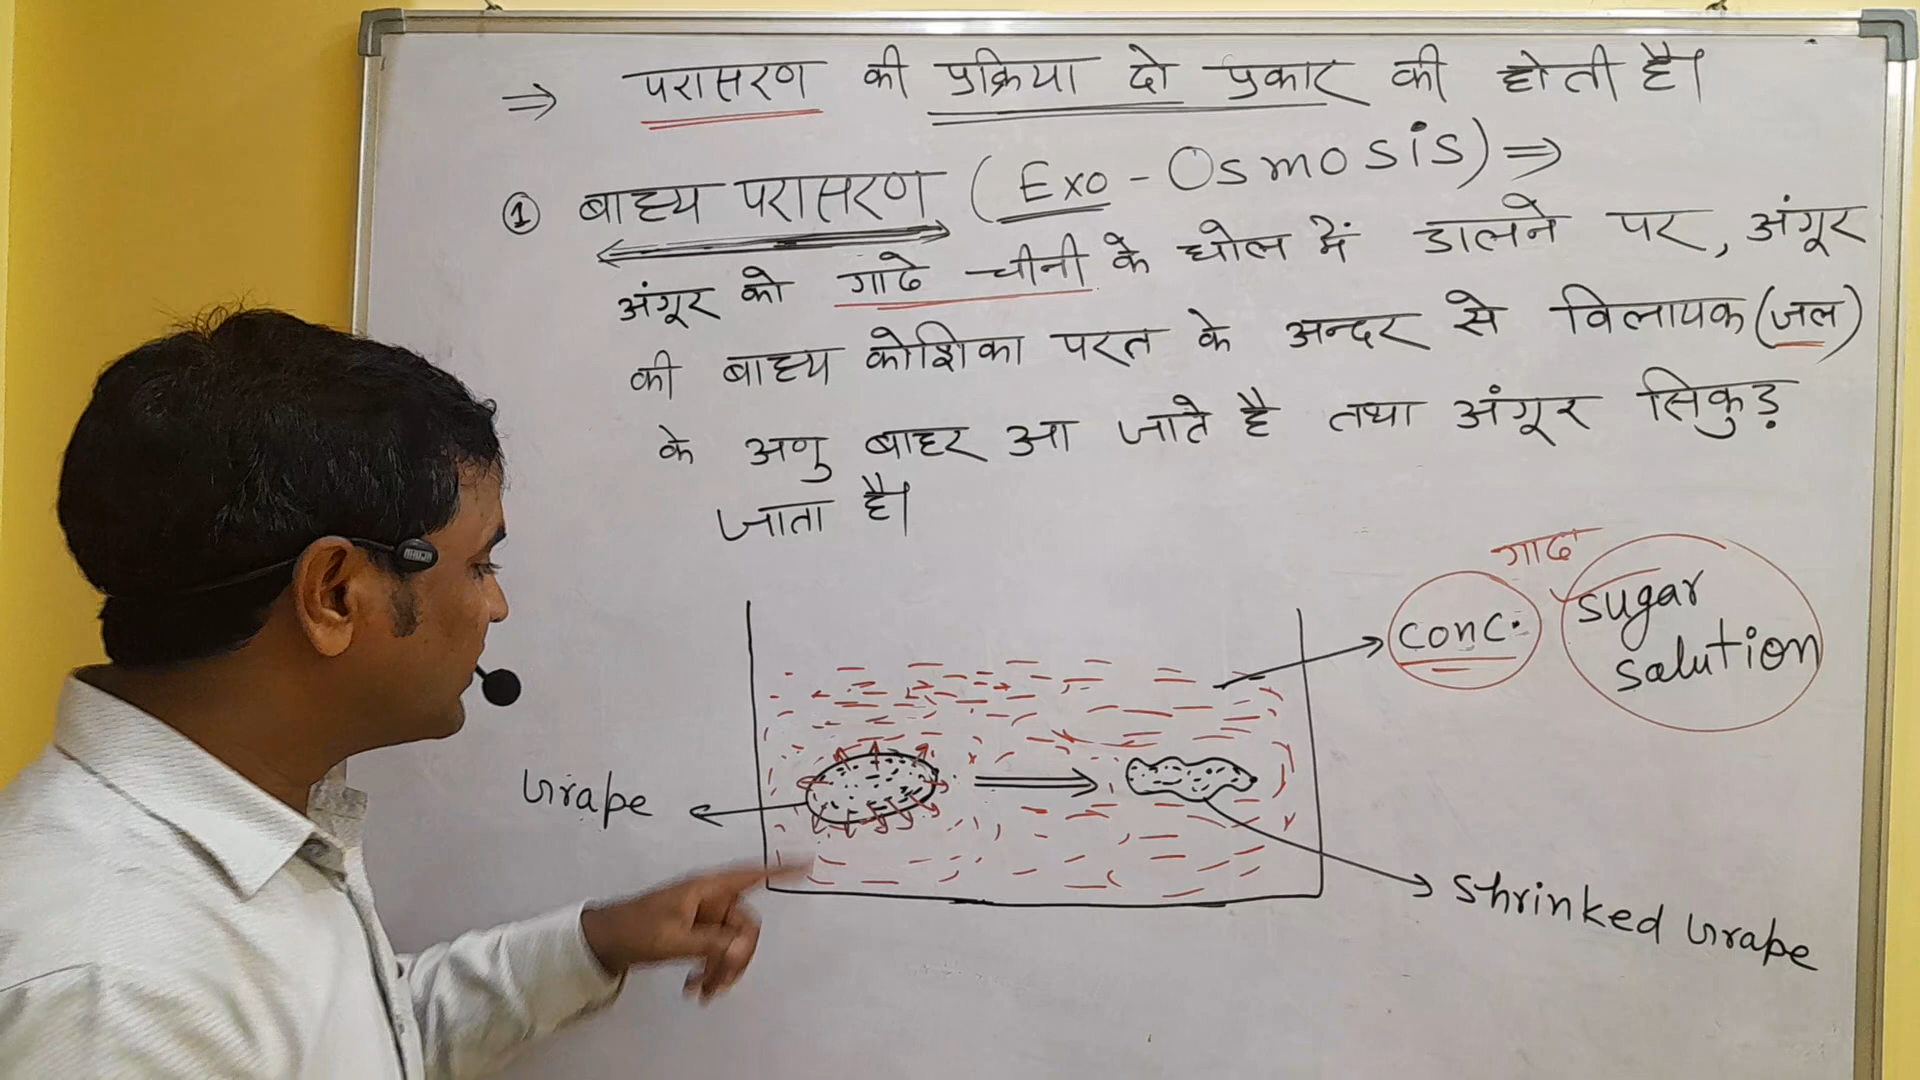 ⇒ परासरण की प्रक्रिया दो प्रकार की होती है।
① बाह्य परासरण (Exo-Osmosis) ⇒
अंगूर को गाढे चीनी के घोल में डालने पर, अंगूर
की बाह्य कोशिका परत के अन्दर से विलायक (जल)
के अणु बाहर आ जाते है तथा अंगूर सिकुड़
जाता है।
गाढा
conc. sugar
salution
Grape
Shrinked Grape